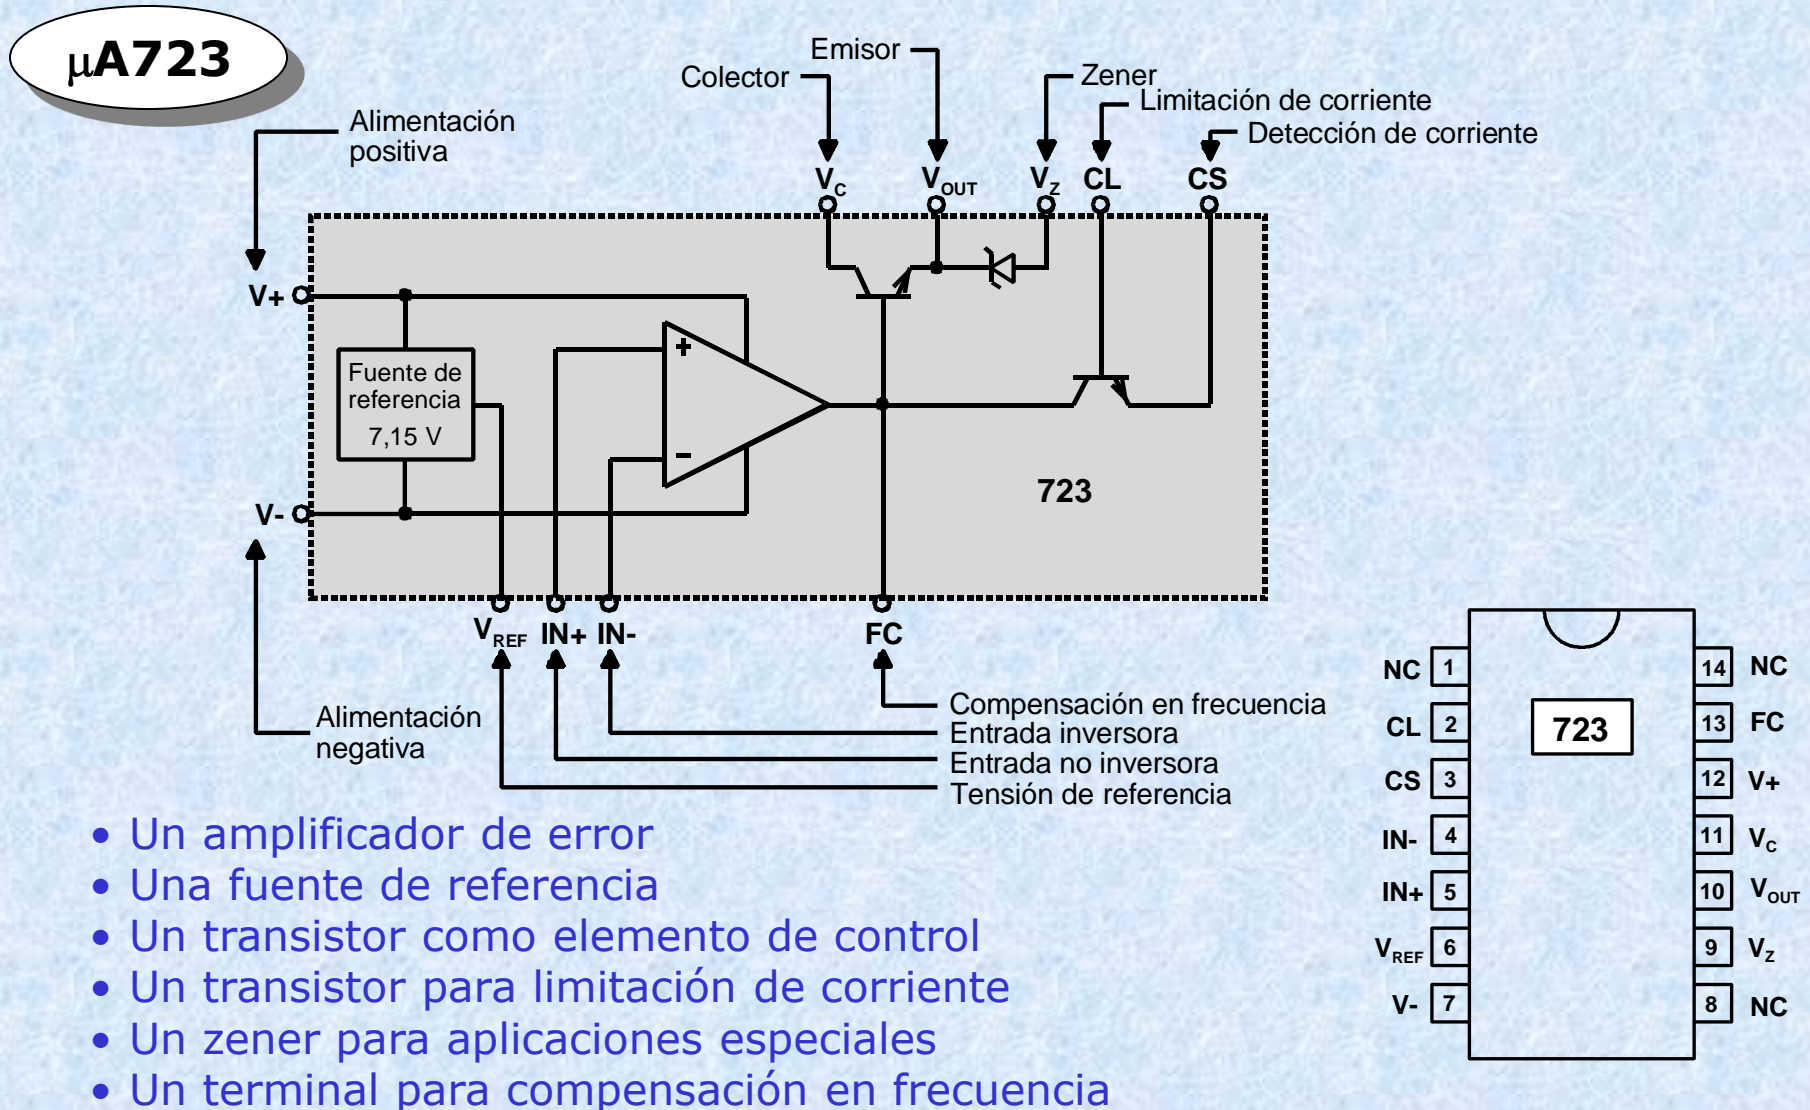 μA723
Emisor
Colector
Zener
Limitación de corriente
Detección de corriente
Alimentación
positiva
VC
VOUT
VZ
CL
CS
V+
Fuente de
referencia
7,15 V
+
-
723
V-
VREF
IN+
IN-
FC
Compensación en frecuencia
Entrada inversora
Entrada no inversora
Tensión de referencia
Alimentación
negativa
• Un amplificador de error
• Una fuente de referencia
• Un transistor como elemento de control
• Un transistor para limitación de corriente
• Un zener para aplicaciones especiales
• Un terminal para compensación en frecuencia
723
NC 1 14 NC
CL 2 13 FC
CS 3 12 V+
IN- 4 11 VC
IN+ 5 10 VOUT
VREF 6 9 VZ
V- 7 8 NC